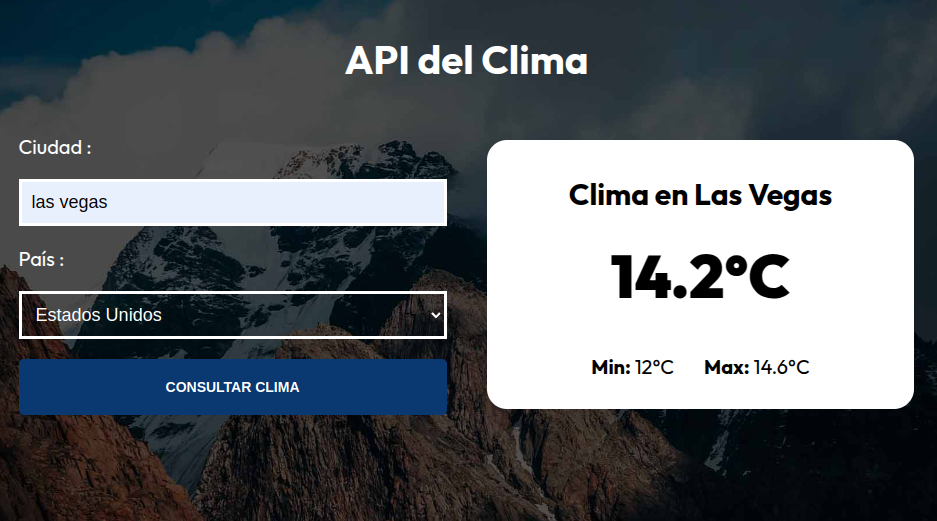 API del Clima
Ciudad :
las vegas
País :
Estados Unidos
CONSULTAR CLIMA
Clima en Las Vegas
14.2°C
Min: 12°C Max: 14.6°C